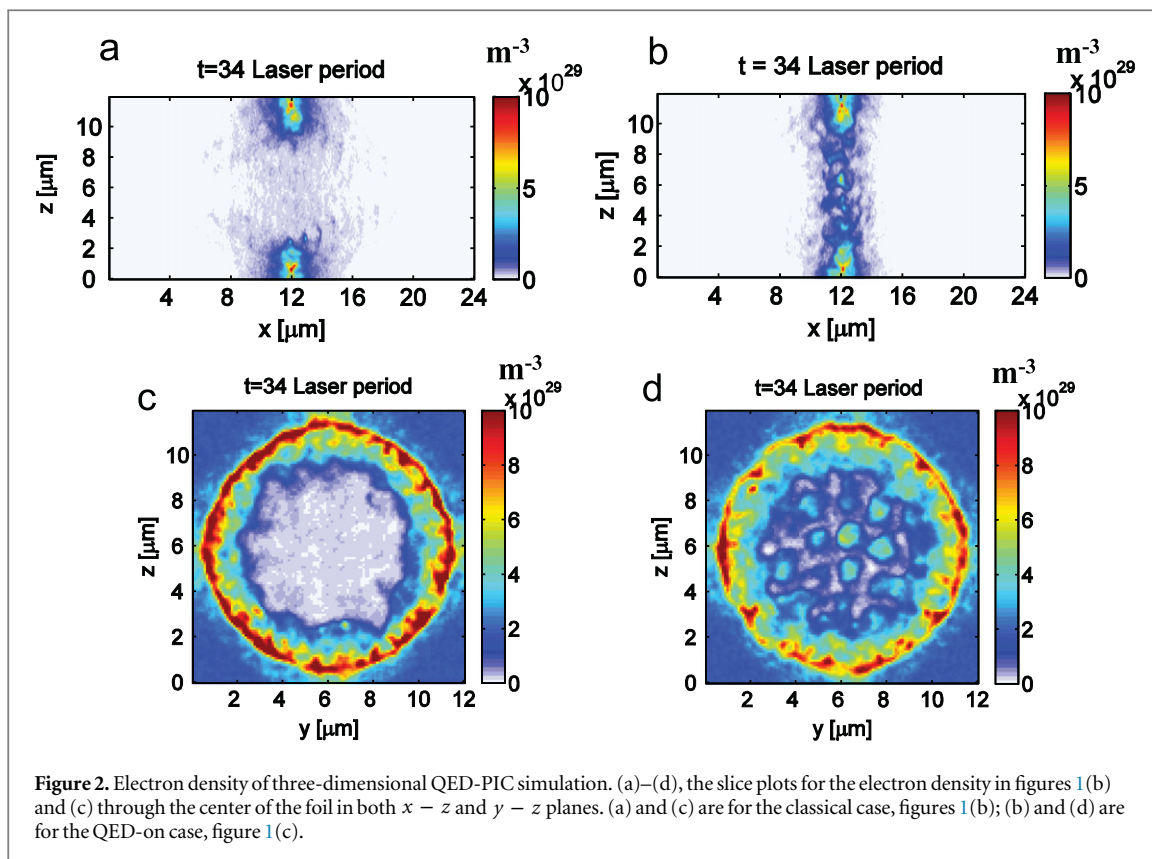 a
t=34 Laser period
m-3
x 10 29
10
5
0
10
8
6
4
2
0
z [μm]
4 8 12 16 20 24
x [μm]
b
t = 34 Laser period
m-3
x 10 29
10
5
0
10
8
6
4
2
0
z [μm]
4 8 12 16 20 24
x [μm]
c
t=34 Laser period
m-3
x 10 29
10
8
6
4
2
0
10
8
6
4
2
0
z [μm]
2 4 6 8 10 12
y [μm]
d
t=34 Laser period
m-3
x 10 29
10
8
6
4
2
0
10
8
6
4
2
0
z [μm]
2 4 6 8 10 12
y [μm]
Figure 2. Electron density of three-dimensional QED-PIC simulation. (a)–(d), the slice plots for the electron density in figures 1(b)
and (c) through the center of the foil in both x − z and y − z planes. (a) and (c) are for the classical case, figures 1(b); (b) and (d) are
for the QED-on case, figure 1(c).